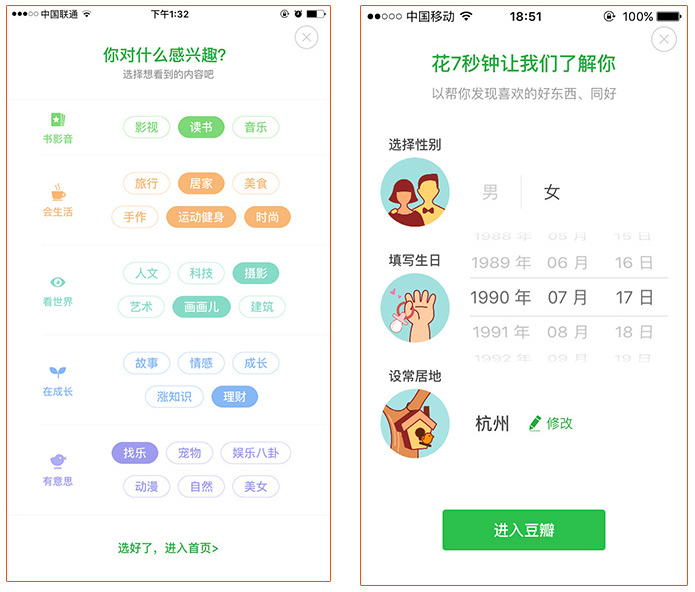 中国联通
下午1:32
你对什么感兴趣?
选择想看到的内容吧
书影音
影视
读书
音乐
会生活
旅行
居家
美食
手作
运动健身
时尚
看世界
人文
科技
摄影
艺术
画画儿
建筑
在成长
故事
情感
成长
涨知识
理财
有意思
找乐
宠物
娱乐八卦
动漫
自然
美女
选好了，进入首页>
中国移动
18:51
100%
花7秒钟让我们了解你
以帮你发现喜欢的好东西、同好
选择性别
男
女
填写生日
1988 年 05 月 15 日
1989 年 06 月 16 日
1990 年 07 月 17 日
1991 年 08 月 18 日
1992 年 09 月 19 日
设常居地
杭州
修改
进入豆瓣